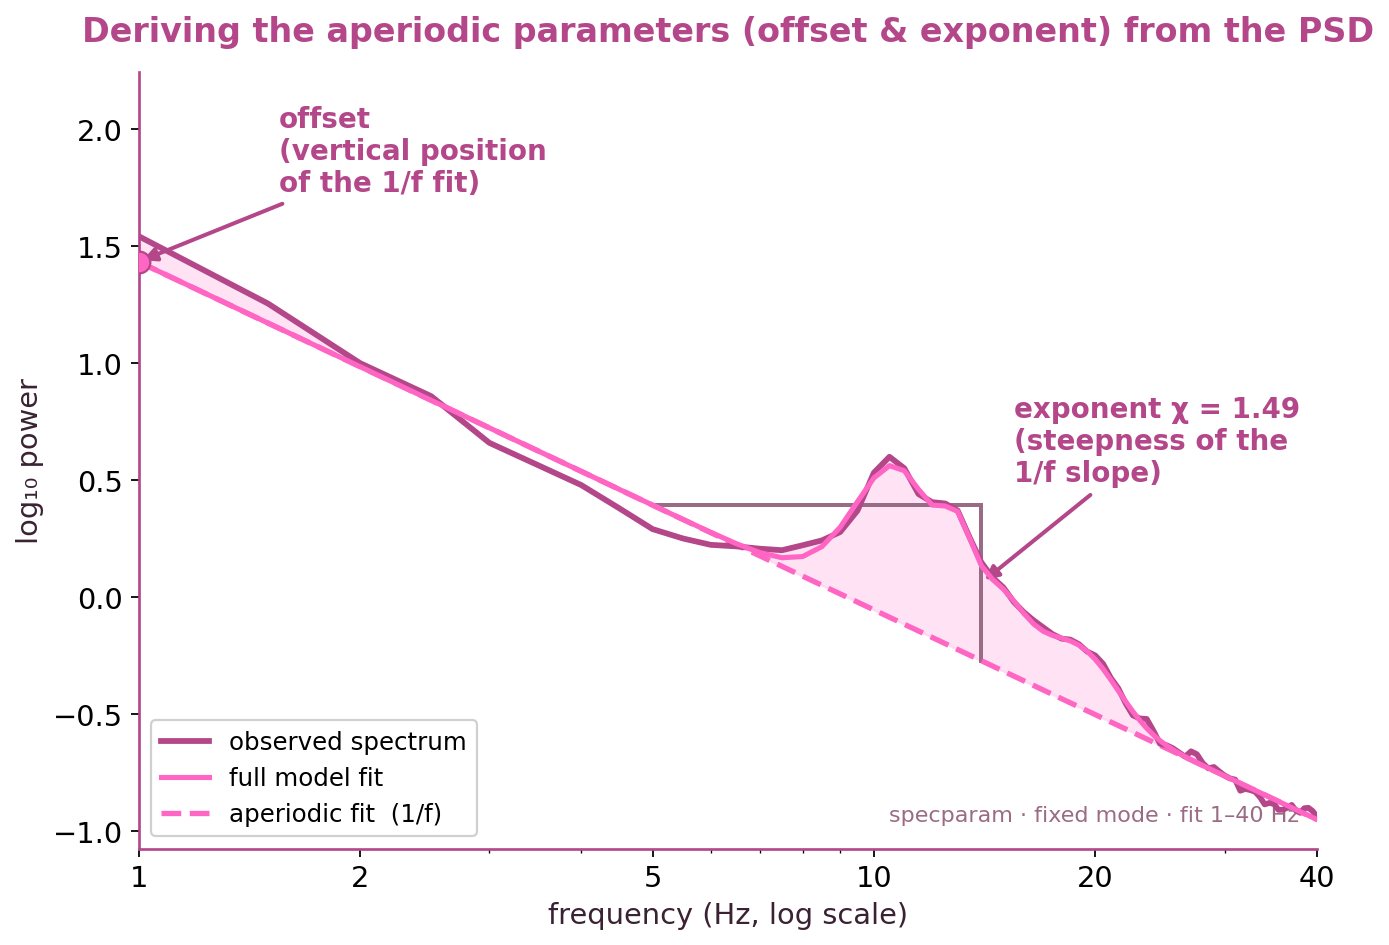 Deriving the aperiodic parameters (offset & exponent) from the PSD
offset
(vertical position
of the 1/f fit)
exponent χ = 1.49
(steepness of the
1/f slope)
log₁₀ power
2.0
1.5
1.0
0.5
0.0
−0.5
−1.0
observed spectrum
full model fit
aperiodic fit (1/f)
specparam · fixed mode · fit 1–40 Hz
1
2
5
10
20
40
frequency (Hz, log scale)